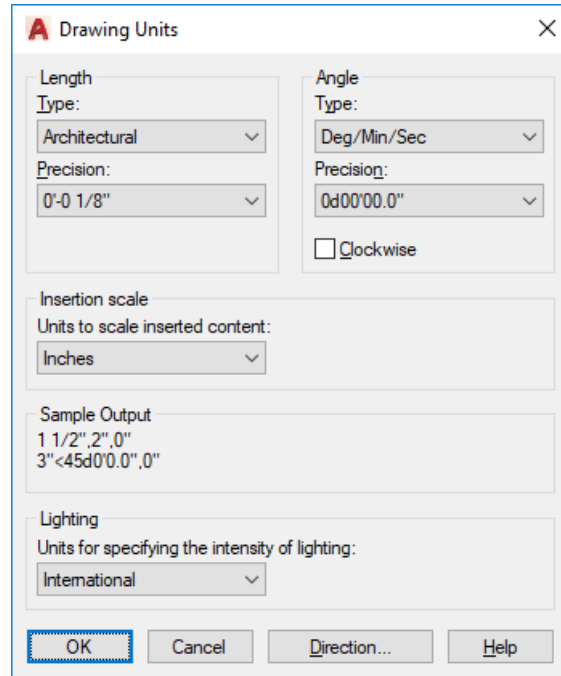 Drawing Units
Length
Type:
Architectural
Precision:
0'-0 1/8"
Angle
Type:
Deg/Min/Sec
Precision:
0d00'00.0"
Clockwise
Insertion scale
Units to scale inserted content:
Inches
Sample Output
1 1/2",2",0"
3"<45d0'0.0",0"
Lighting
Units for specifying the intensity of lighting:
International
OK Cancel Direction... Help